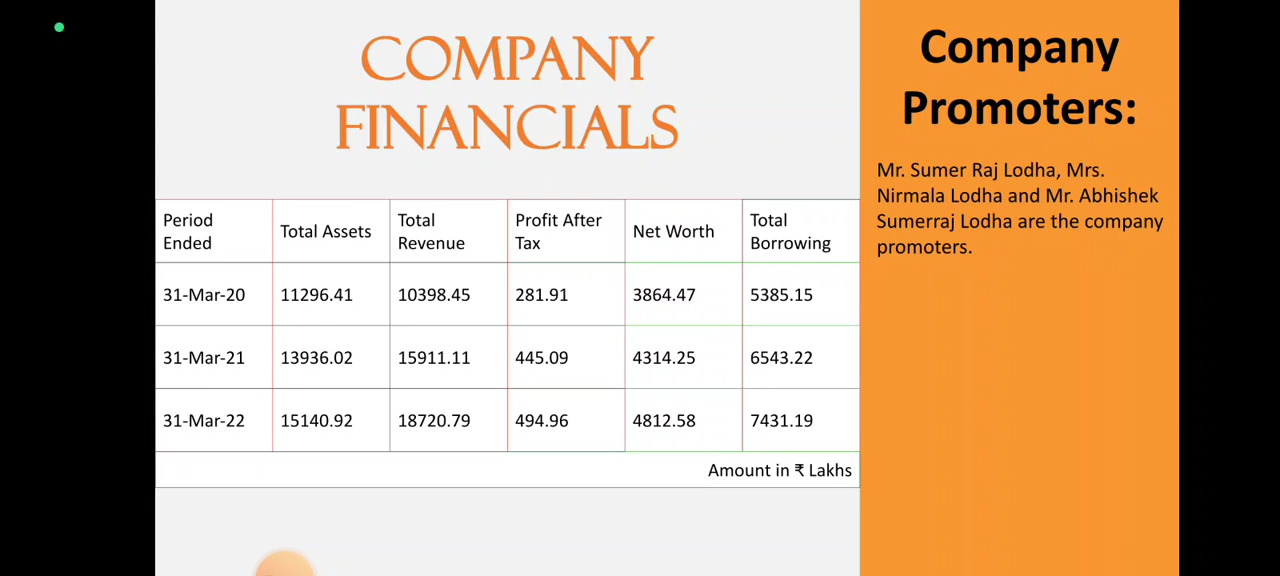 COMPANY
FINANCIALS
Period Ended Total Assets Total Revenue Profit After Tax Net Worth Total Borrowing
31-Mar-20 11296.41 10398.45 281.91 3864.47 5385.15
31-Mar-21 13936.02 15911.11 445.09 4314.25 6543.22
31-Mar-22 15140.92 18720.79 494.96 4812.58 7431.19
Amount in ₹ Lakhs
Company
Promoters:
Mr. Sumer Raj Lodha, Mrs.
Nirmala Lodha and Mr. Abhishek
Sumerraj Lodha are the company
promoters.